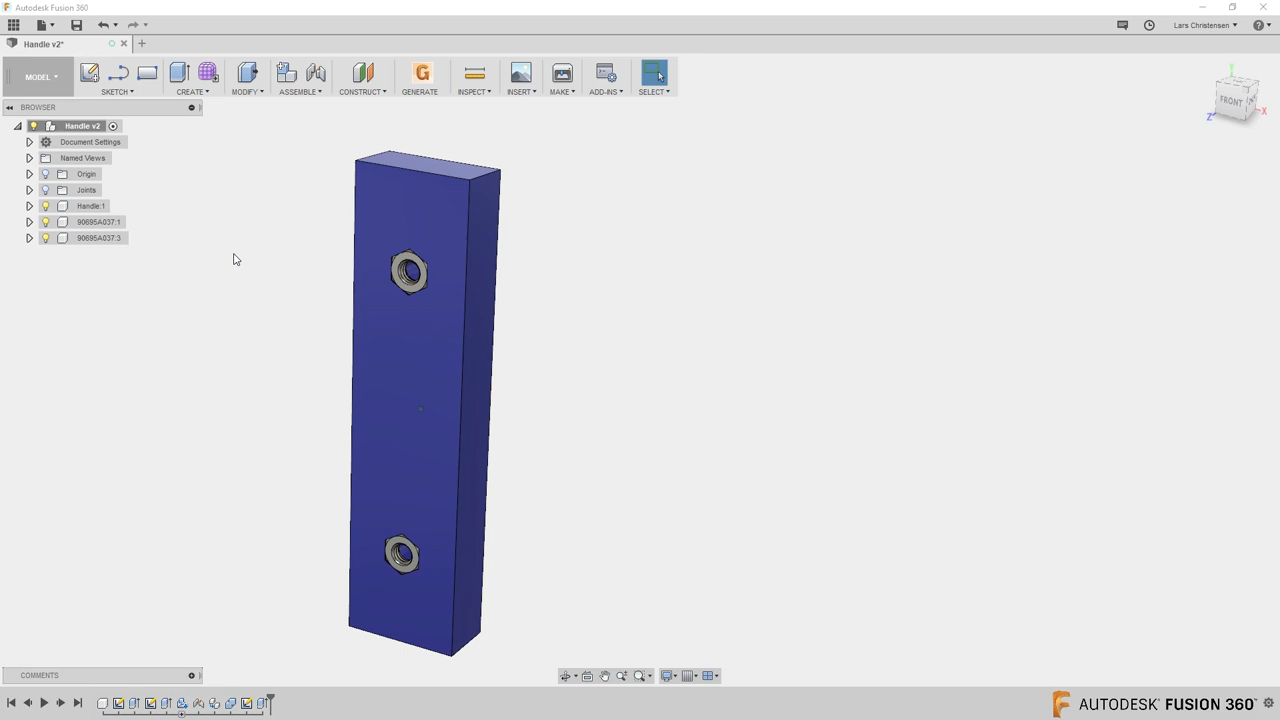 Autodesk Fusion 360
Lars Christensen
Handle v2*
MODEL
SKETCH
CREATE
MODIFY
ASSEMBLE
CONSTRUCT
GENERATE
INSPECT
INSERT
MAKE
ADD-INS
SELECT
BROWSER
FRONT
X
Z
Y
Handle v2
Document Settings
Named Views
Origin
Joints
Handle:1
90695A037:1
90695A037:3
COMMENTS
AUTODESK® FUSION 360™